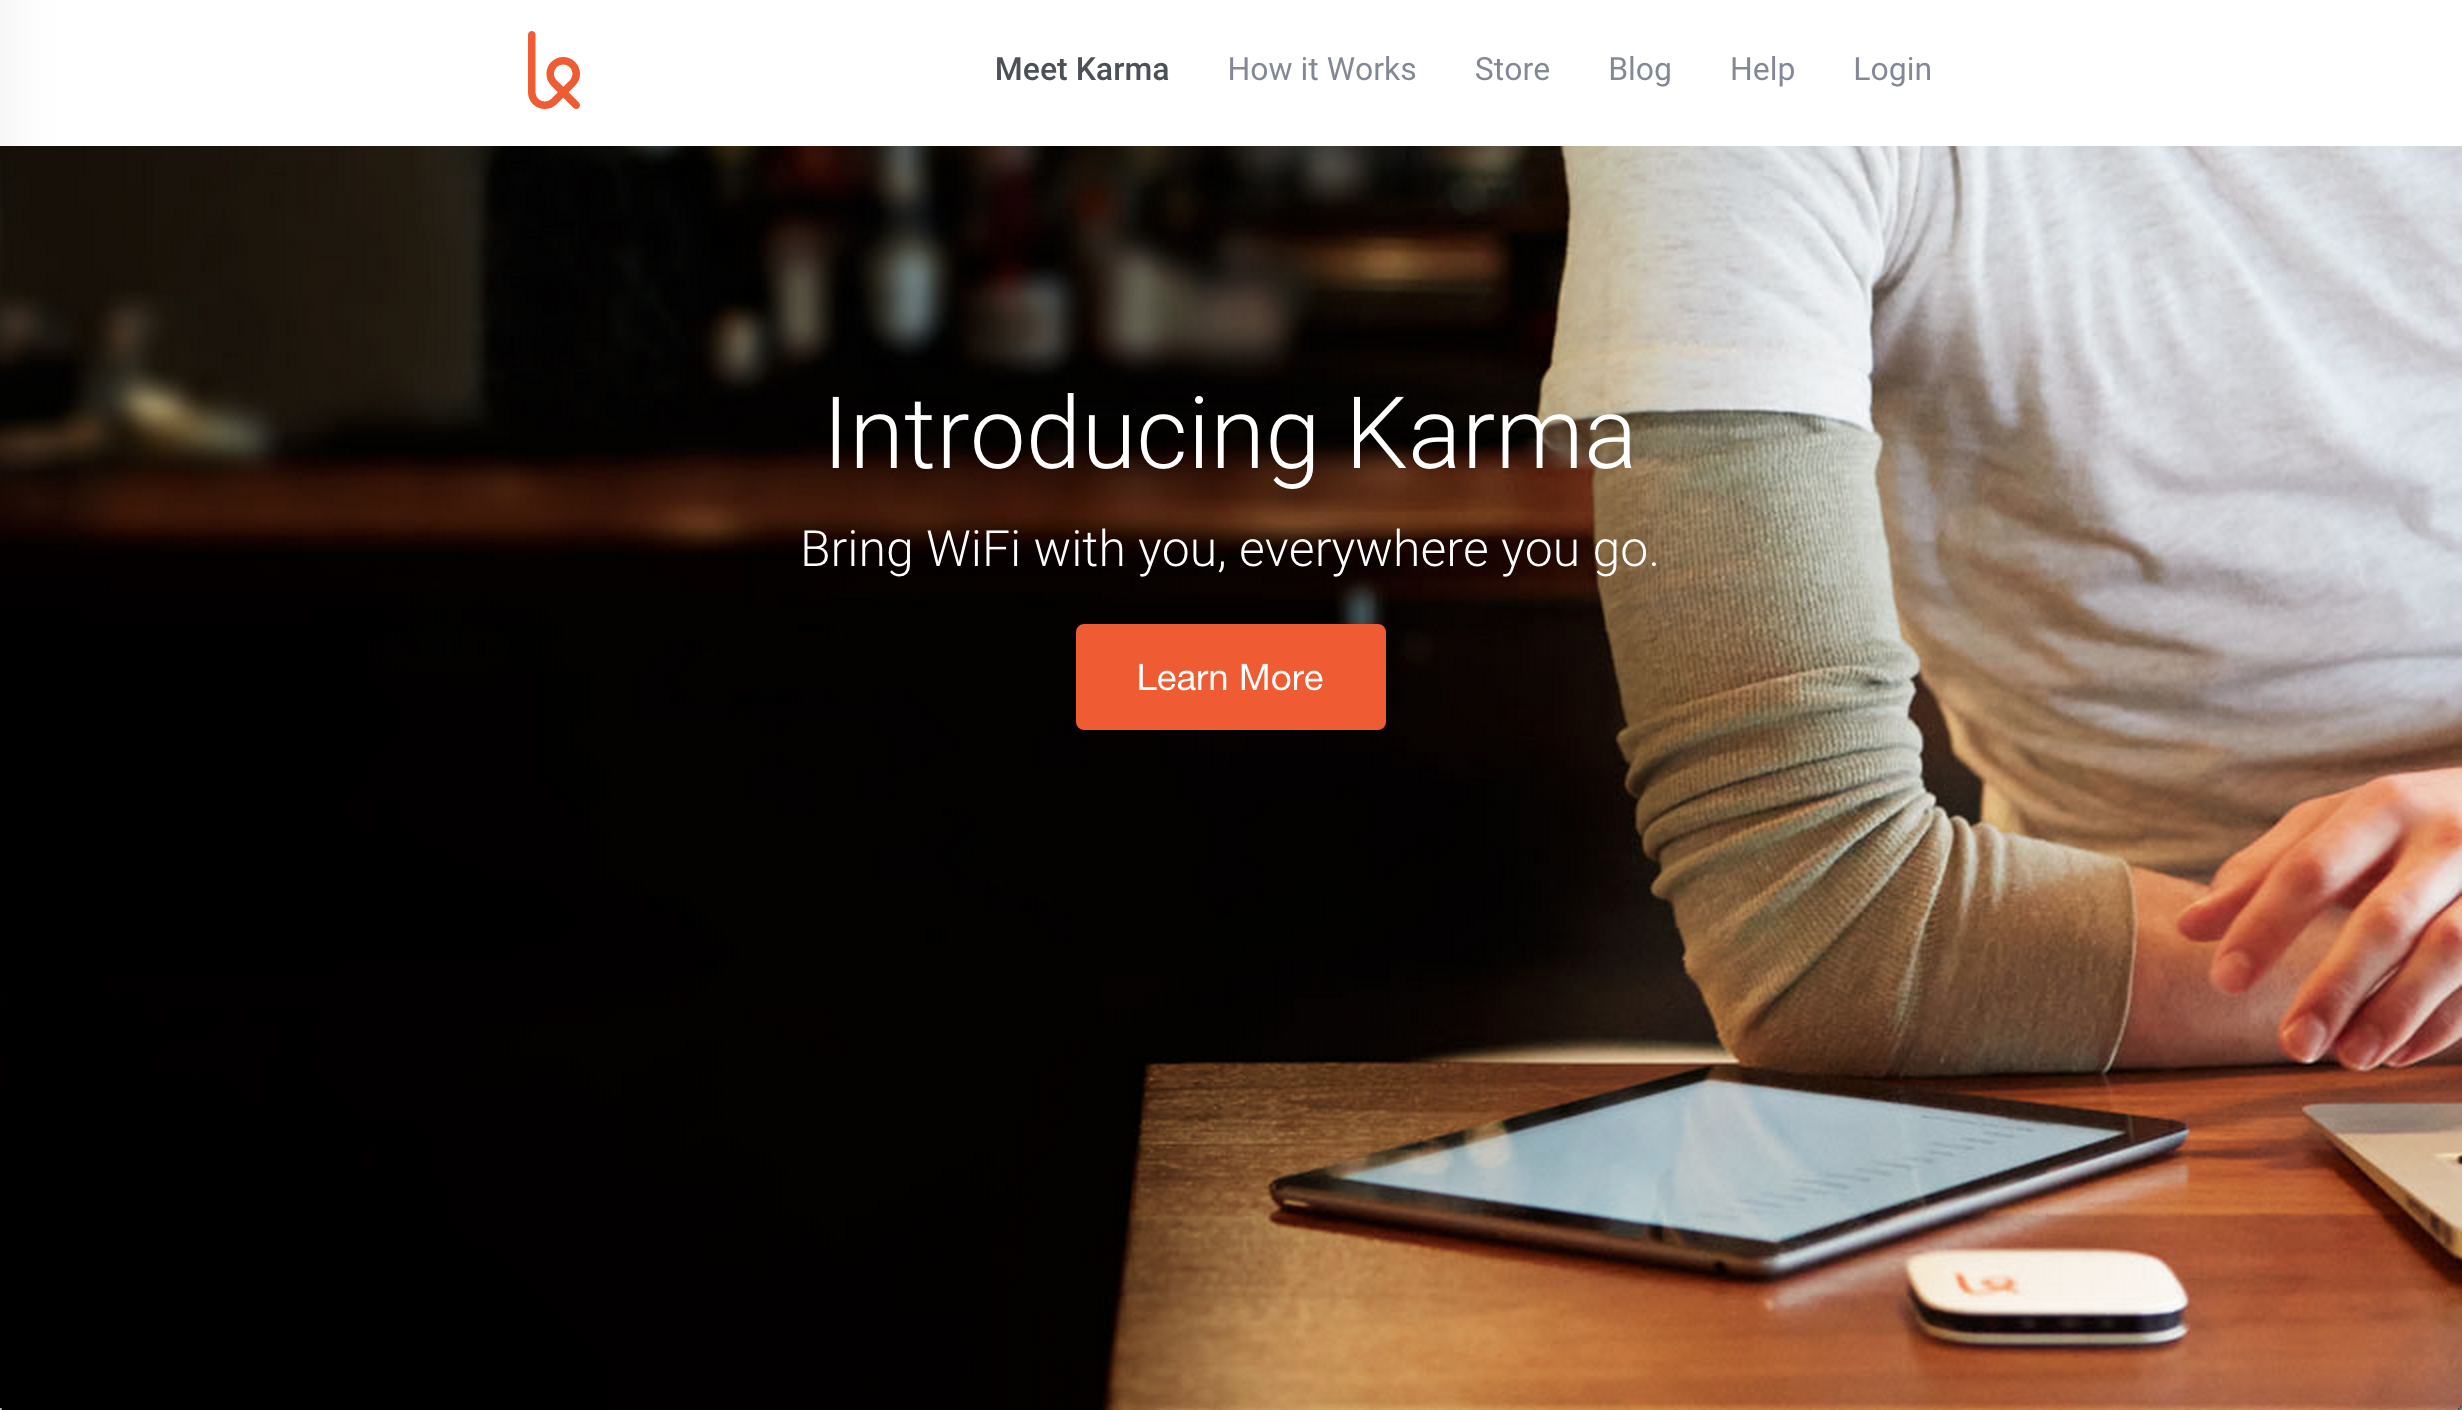 Meet Karma How it Works Store Blog Help Login
Introducing Karma
Bring WiFi with you, everywhere you go.
Learn More